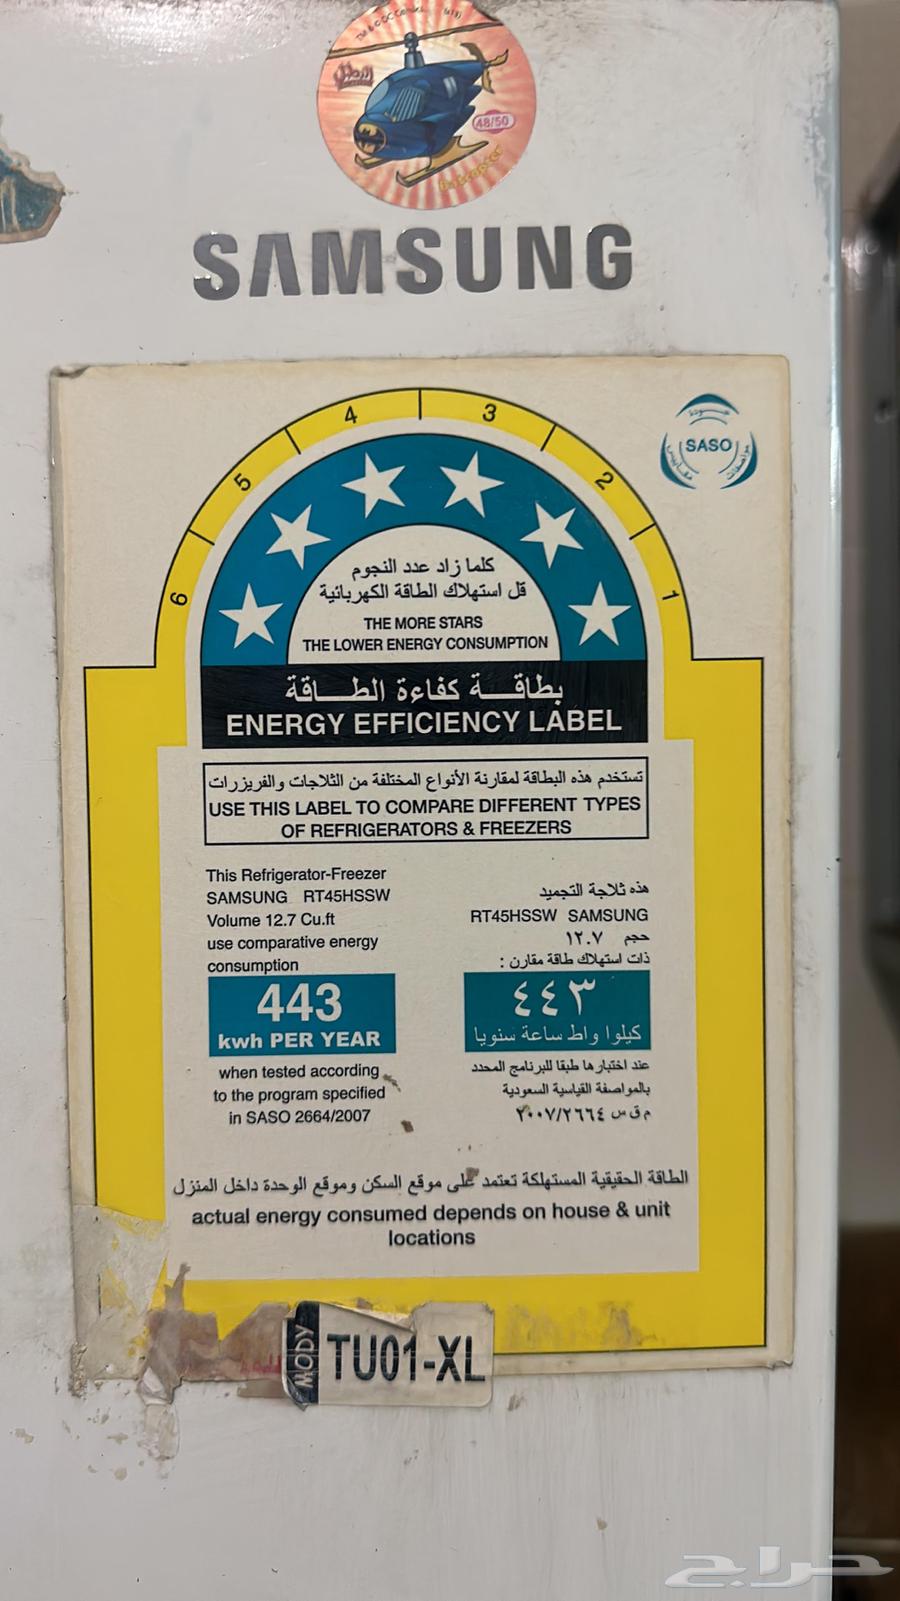 48/50
Batcopter
SAMSUNG
جودة
SASO
مقاييس
مواصفات
6
5
4
3
2
1
كلما زاد عدد النجوم
قل استهلاك الطاقة الكهربائية
THE MORE STARS
THE LOWER ENERGY CONSUMPTION
بطاقة كفاءة الطاقة
ENERGY EFFICIENCY LABEL
تستخدم هذه البطاقة لمقارنة الأنواع المختلفة من الثلاجات والفريزرات
USE THIS LABEL TO COMPARE DIFFERENT TYPES
OF REFRIGERATORS & FREEZERS
This Refrigerator-Freezer
SAMSUNG RT45HSSW
Volume 12.7 Cu.ft
use comparative energy
consumption
443
kwh PER YEAR
when tested according
to the program specified
in SASO 2664/2007
هذه ثلاجة التجميد
RT45HSSW SAMSUNG
حجم ١٢.٧
ذات استهلاك طاقة مقارن :
٤٤٣
كيلوا واط ساعة سنويا
عند اختبارها طبقا للبرنامج المحدد
بالمواصفة القياسية السعودية
م ق س ٢٠٠٧/٢٦٦٤
الطاقة الحقيقية المستهلكة تعتمد على موقع السكن وموقع الوحدة داخل المنزل
actual energy consumed depends on house & unit
locations
MODY
TU01-XL
حراج